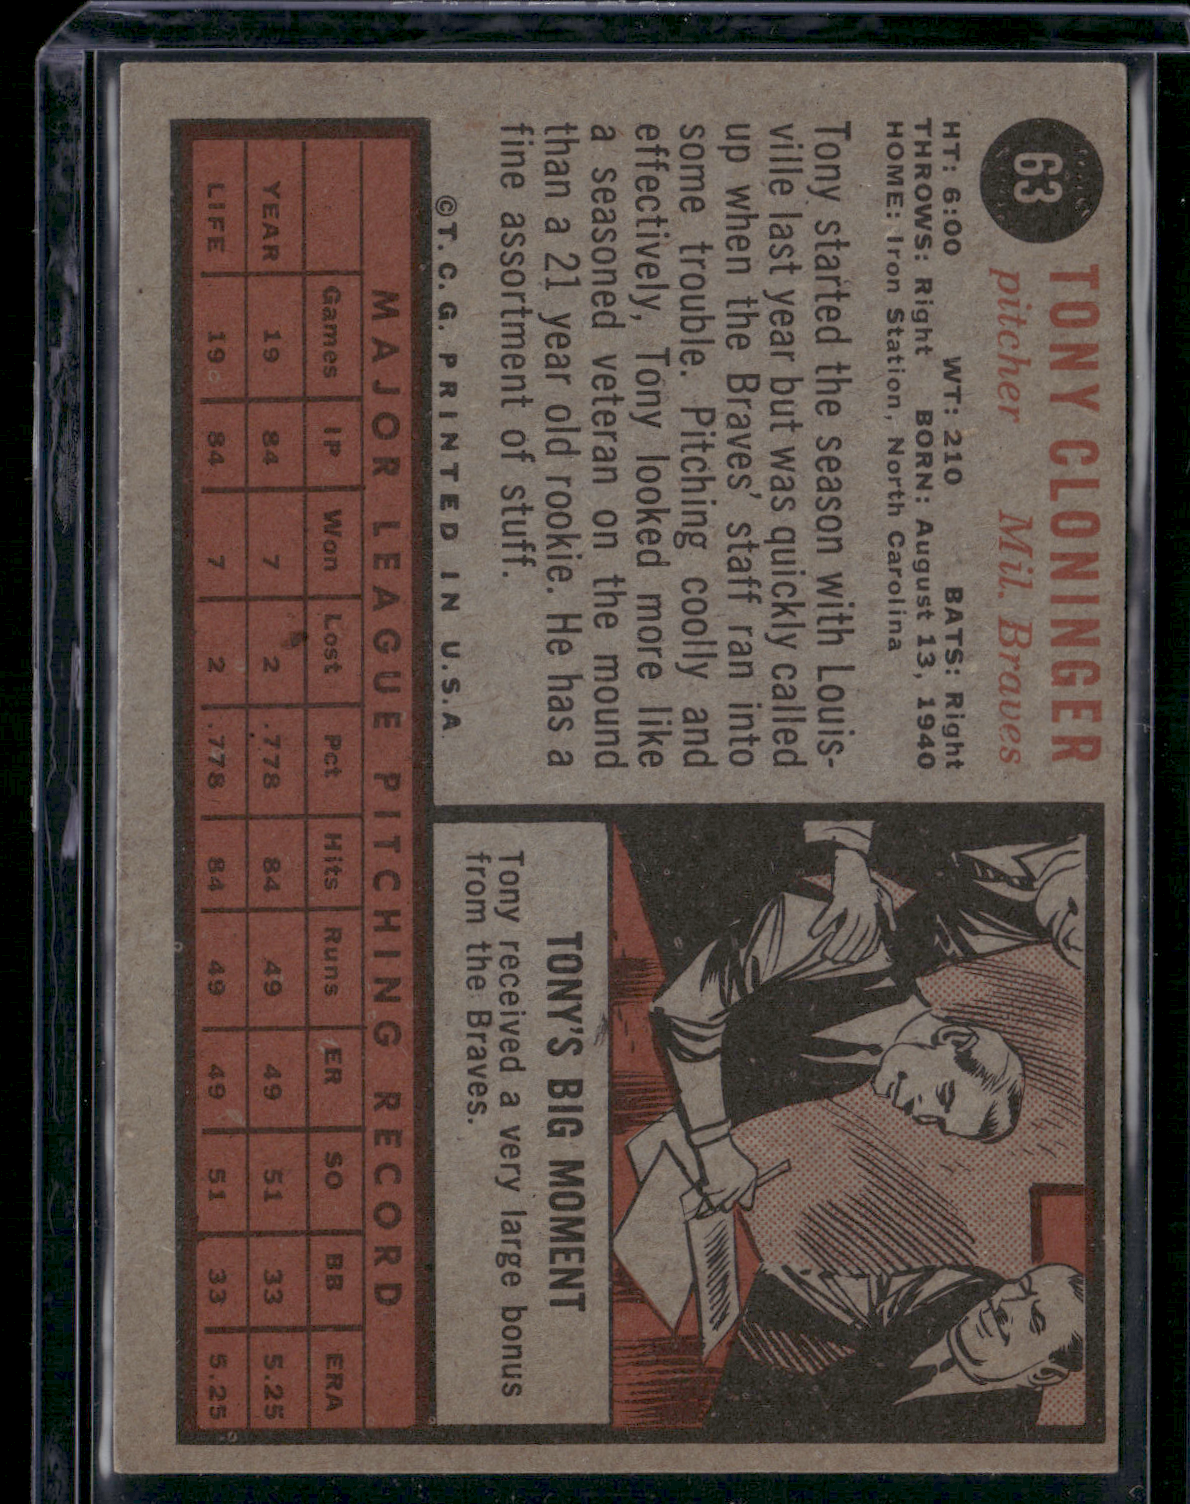 63
TONY CLONINGER
pitcher Mil. Braves
HT: 6:00 WT: 210 BATS: Right
THROWS: Right BORN: August 13, 1940
HOME: Iron Station, North Carolina
Tony started the season with Louis-
ville last year but was quickly called
up when the Braves' staff ran into
some trouble. Pitching coolly and
effectively, Tony looked more like
a seasoned veteran on the mound
than a 21 year old rookie. He has a
fine assortment of stuff.
© T. C. G. PRINTED IN U.S.A.
TONY'S BIG MOMENT
Tony received a very large bonus
from the Braves.
MAJOR LEAGUE PITCHING RECORD
Games IP Won Lost Pct Hits Runs ER SO BB ERA
YEAR 19 84 7 2 .778 84 49 49 51 33 5.25
LIFE 19 84 7 2 .778 84 49 49 51 33 5.25